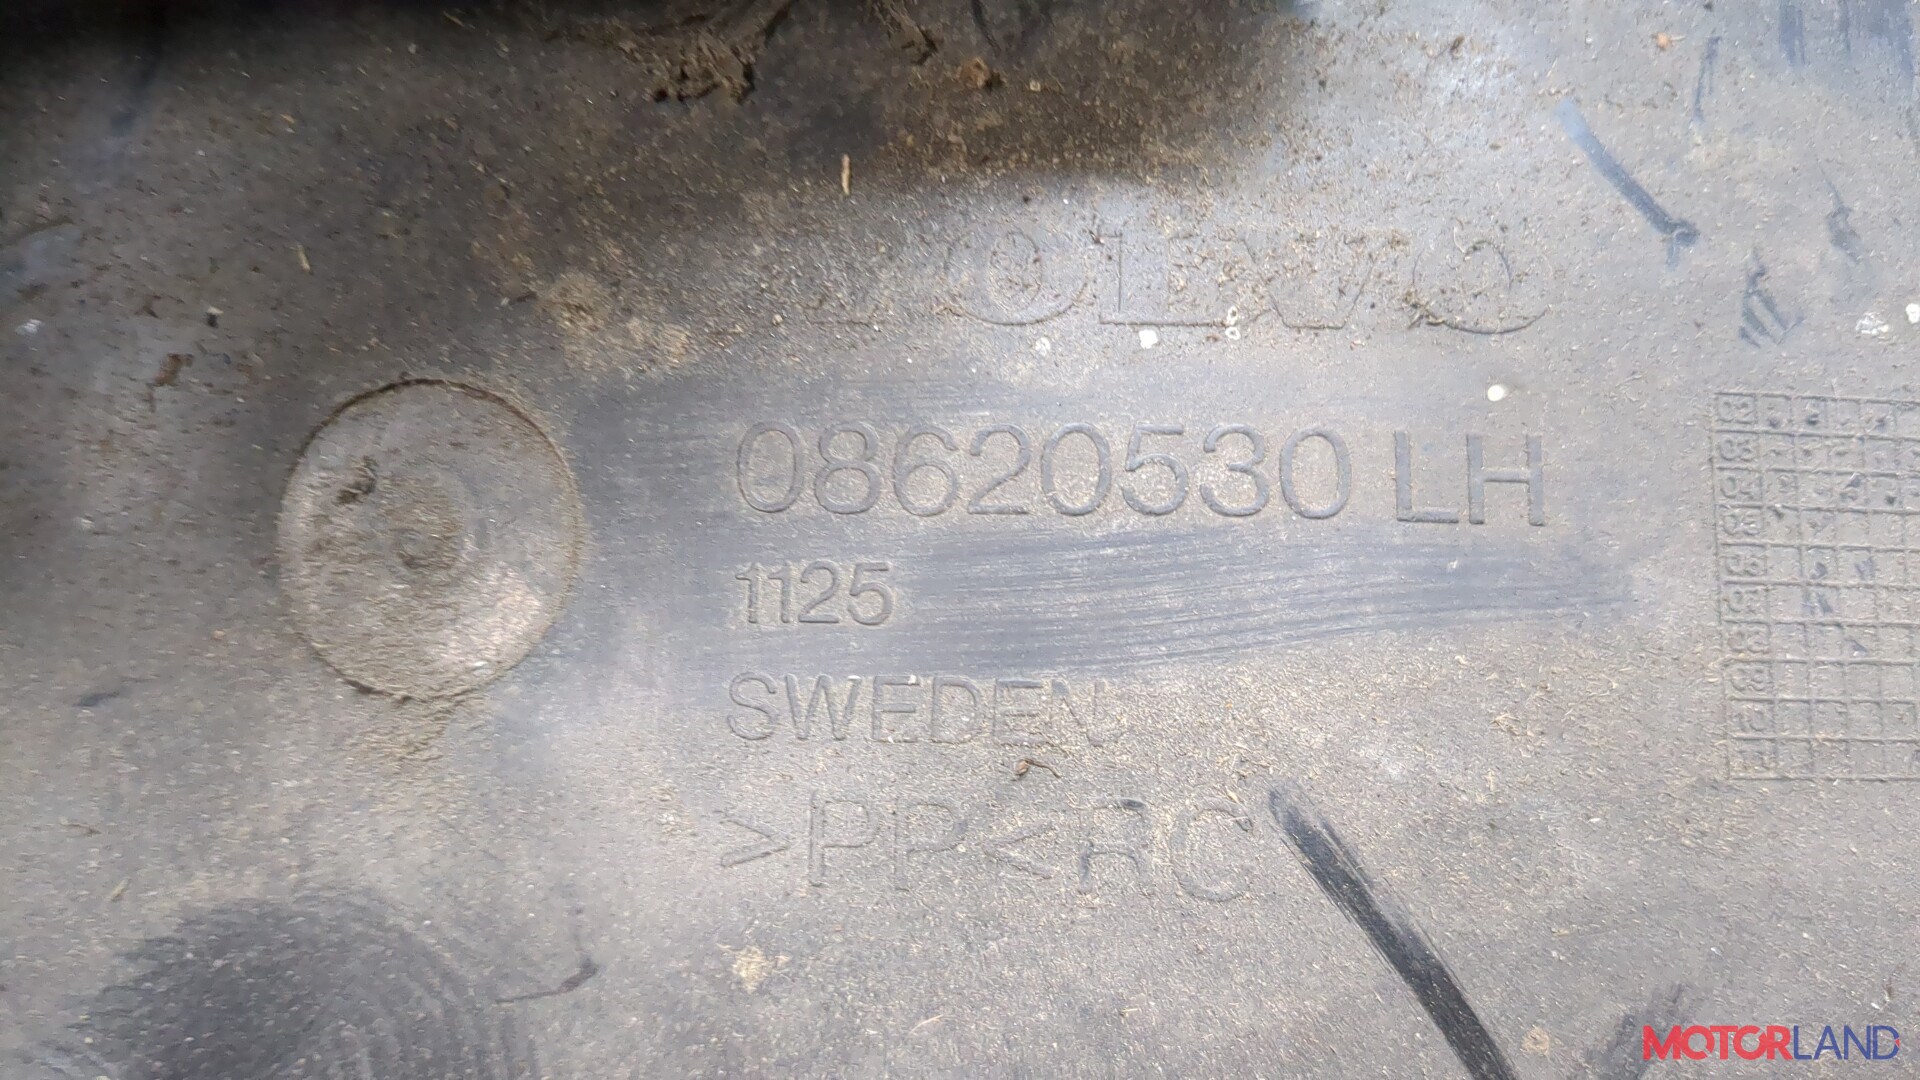 VOLVO
08620530 LH
1125
SWEDEN
>PP< RC
MOTORLAND